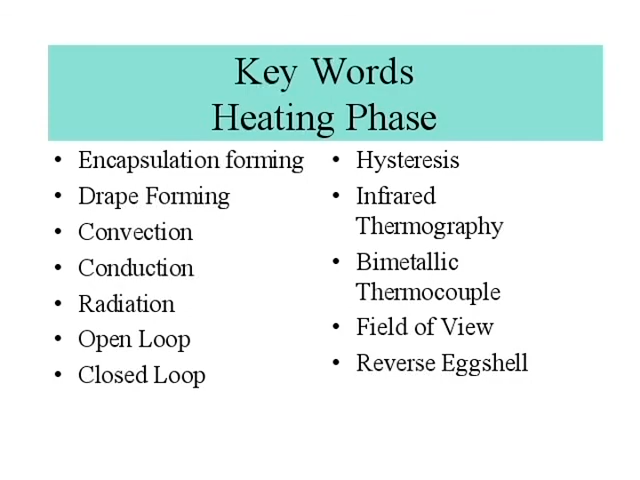 Key Words
Heating Phase
• Encapsulation forming
• Drape Forming
• Convection
• Conduction
• Radiation
• Open Loop
• Closed Loop
• Hysteresis
• Infrared
Thermography
• Bimetallic
Thermocouple
• Field of View
• Reverse Eggshell